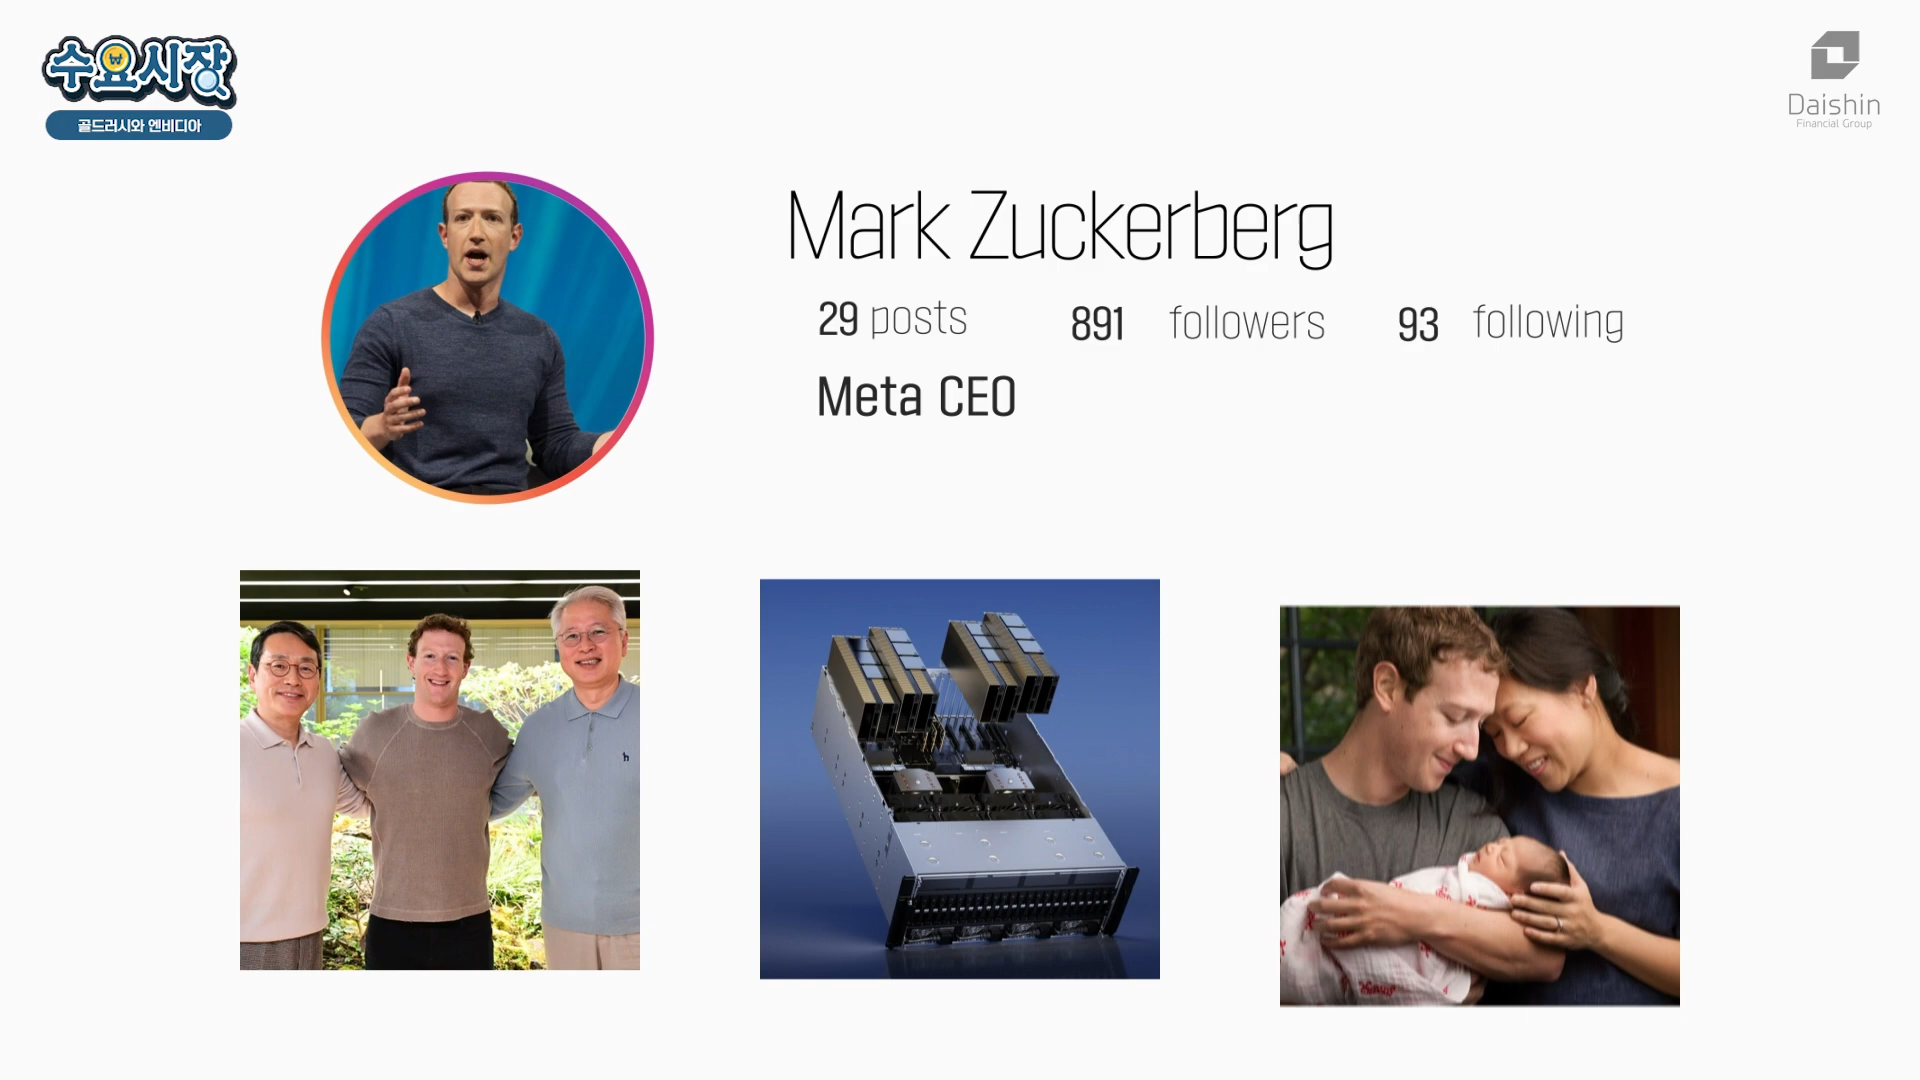 수요시장
골드러시와 엔비디아
Daishin
Financial Group
Mark Zuckerberg
29 posts 891 followers 93 following
Meta CEO
h